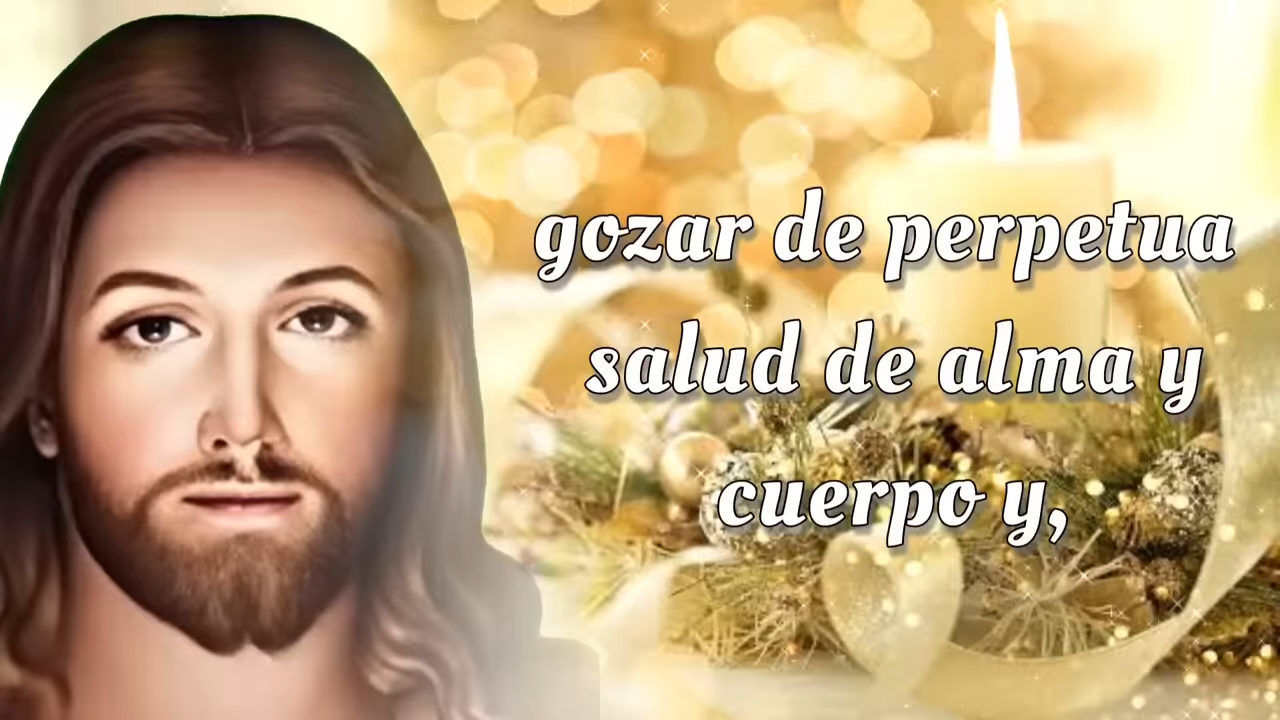 gozar de perpetua
salud de alma y
cuerpo y,